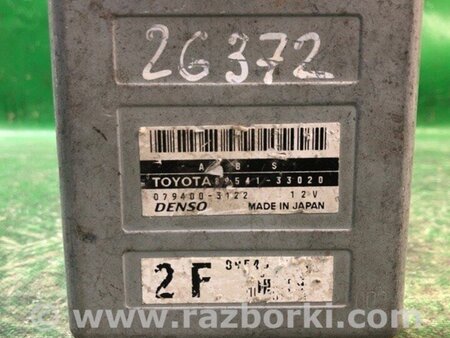 26372
A B S
TOYOTA 89541-33020
079400-3122 12V
DENSO MADE IN JAPAN
2F
www.razborki.com